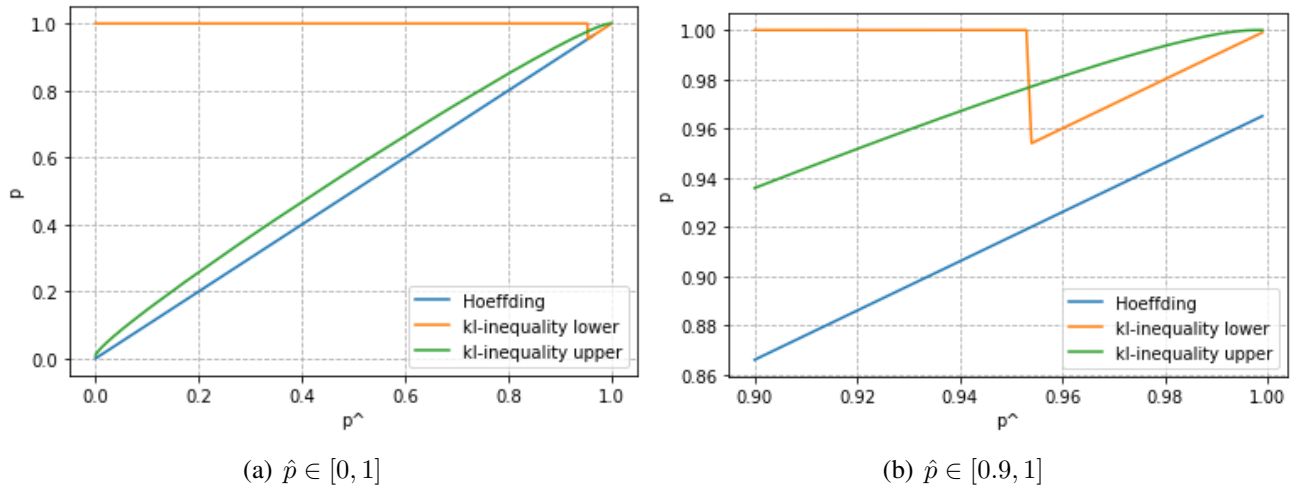 1.0
0.8
0.6
0.4
0.2
0.0
p
0.0 0.2 0.4 0.6 0.8 1.0
p^
Hoeffding
kl-inequality lower
kl-inequality upper
(a) p̂ ∈ [0, 1]
1.00
0.98
0.96
0.94
0.92
0.90
0.88
0.86
p
0.90 0.92 0.94 0.96 0.98 1.00
p^
Hoeffding
kl-inequality lower
kl-inequality upper
(b) p̂ ∈ [0.9, 1]